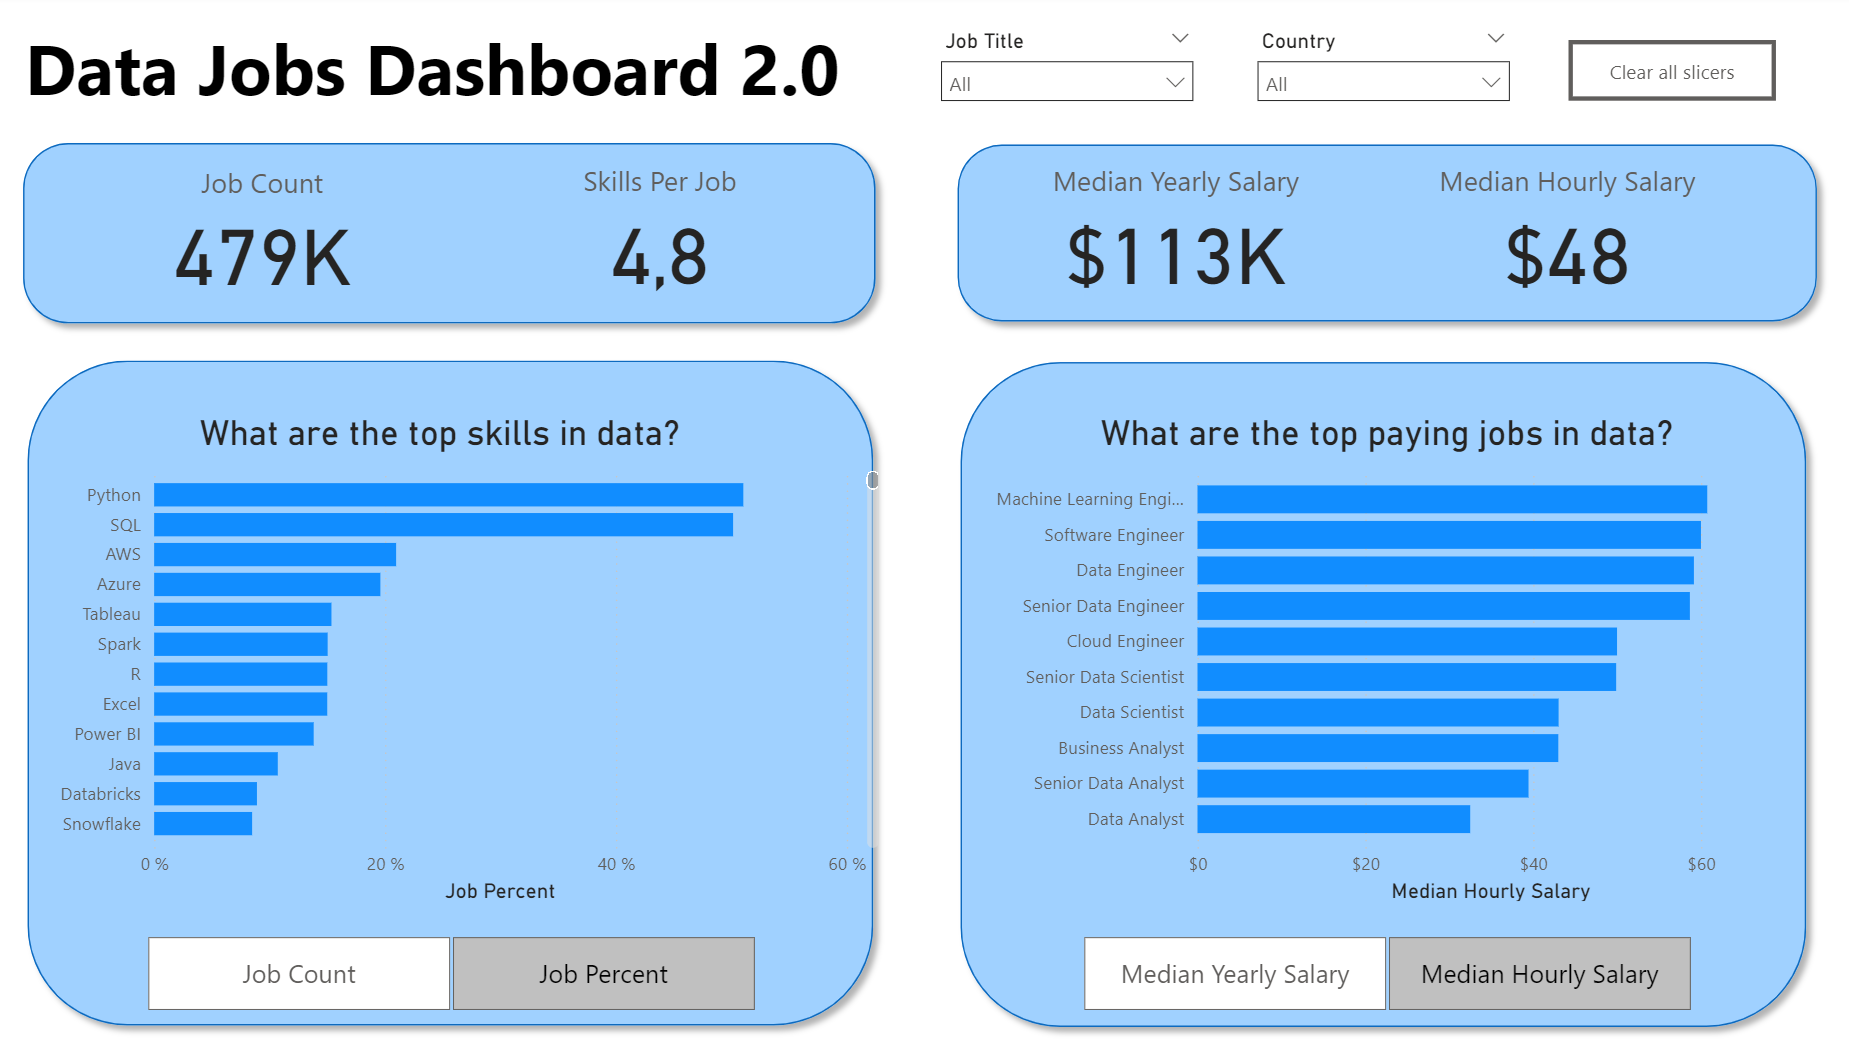 Data Jobs Dashboard 2.0
Job Title
All
Country
All
Clear all slicers
Job Count
479K
Skills Per Job
4,8
Median Yearly Salary
$113K
Median Hourly Salary
$48
What are the top skills in data?
Python
SQL
AWS
Azure
Tableau
Spark
R
Excel
Power BI
Java
Databricks
Snowflake
0 % 20 % 40 % 60 %
Job Percent
Job Count
Job Percent
What are the top paying jobs in data?
Machine Learning Engi...
Software Engineer
Data Engineer
Senior Data Engineer
Cloud Engineer
Senior Data Scientist
Data Scientist
Business Analyst
Senior Data Analyst
Data Analyst
$0 $20 $40 $60
Median Hourly Salary
Median Yearly Salary
Median Hourly Salary